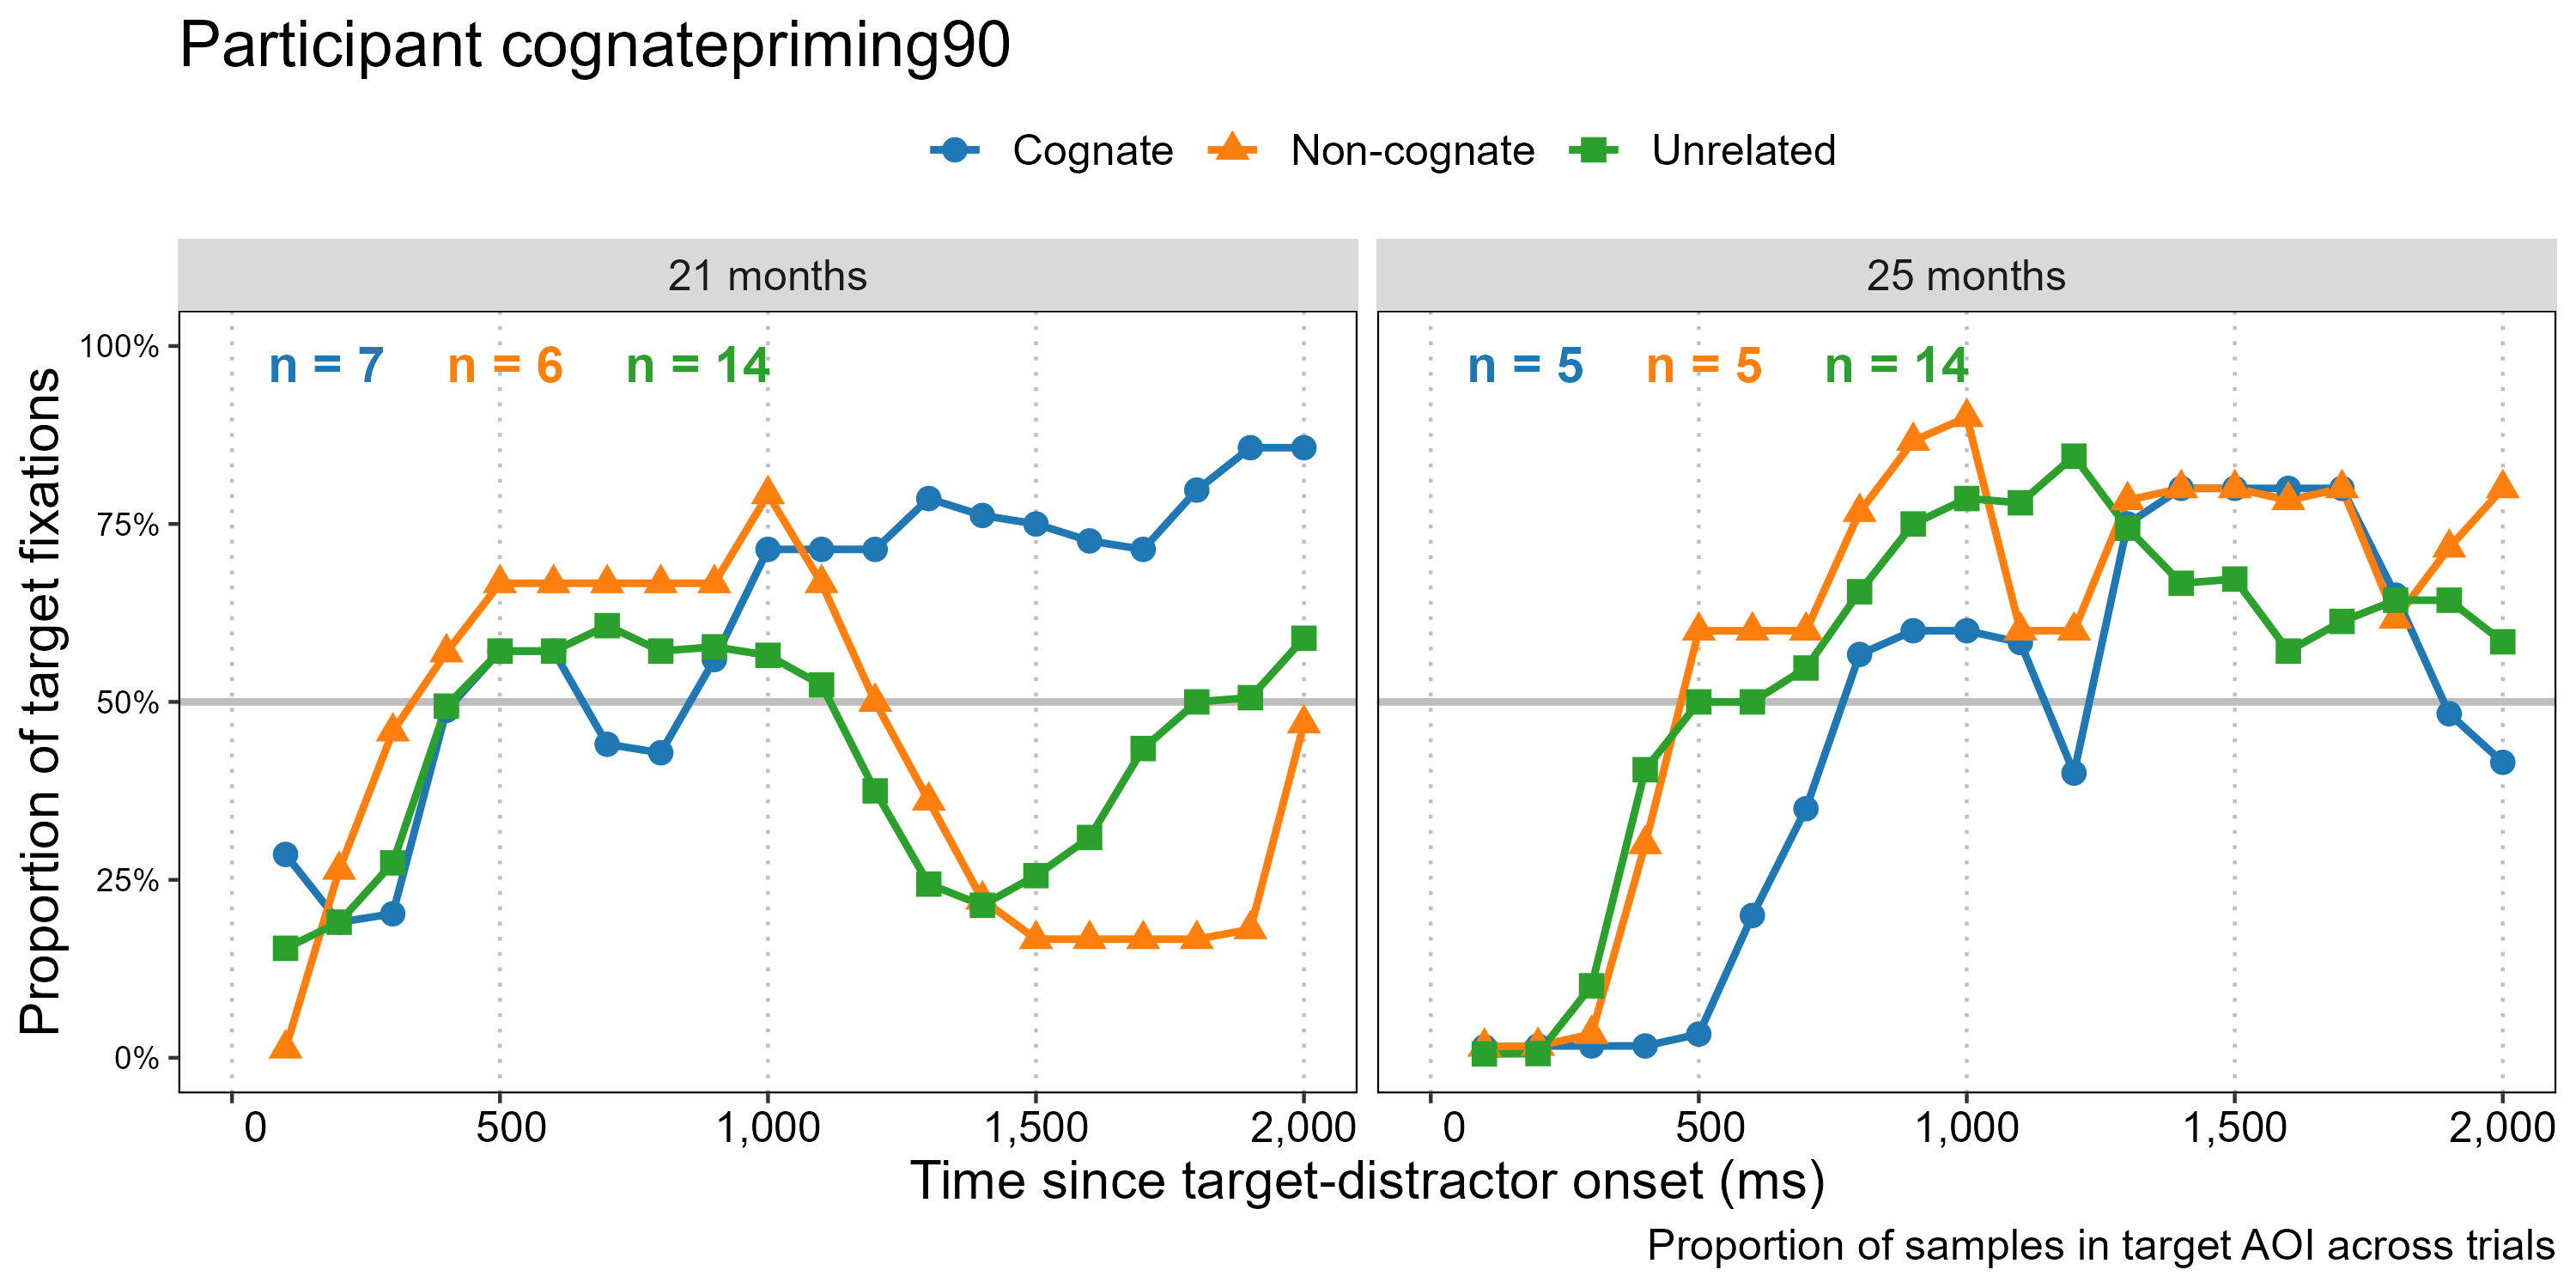 Participant cognatepriming90
Cognate Non-cognate Unrelated
21 months 25 months
n = 7 n = 6 n = 14 n = 5 n = 5 n = 14
100%
75%
50%
25%
0%
Proportion of target fixations
0 500 1,000 1,500 2,000 0 500 1,000 1,500 2,000
Time since target-distractor onset (ms)
Proportion of samples in target AOI across trials